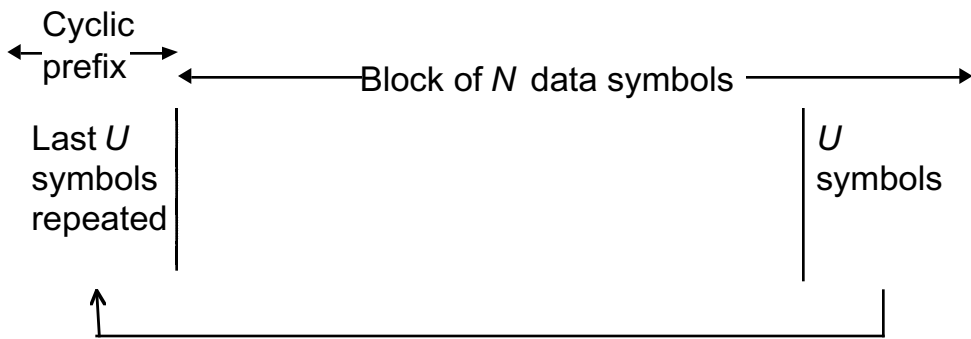 Cyclic
prefix
Block of N data symbols
Last U
symbols
repeated
U
symbols